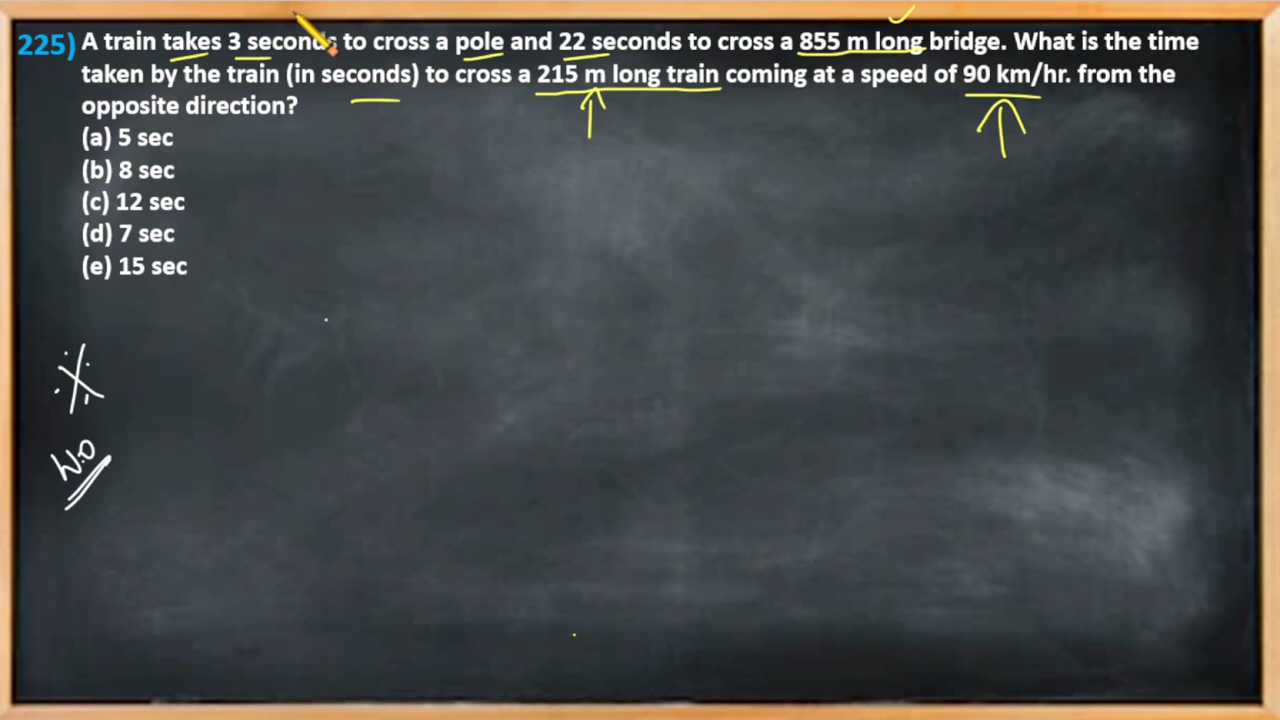 225) A train takes 3 seconds to cross a pole and 22 seconds to cross a 855 m long bridge. What is the time
taken by the train (in seconds) to cross a 215 m long train coming at a speed of 90 km/hr. from the
opposite direction?
(a) 5 sec
(b) 8 sec
(c) 12 sec
(d) 7 sec
(e) 15 sec